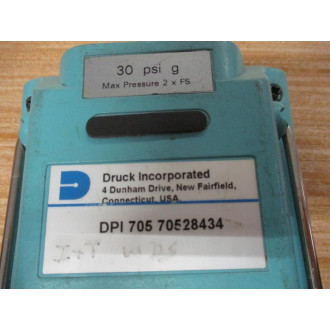 30 psi g
Max Pressure 2 x FS
Druck Incorporated
4 Dunham Drive, New Fairfield,
Connecticut, USA
DPI 705 70528434